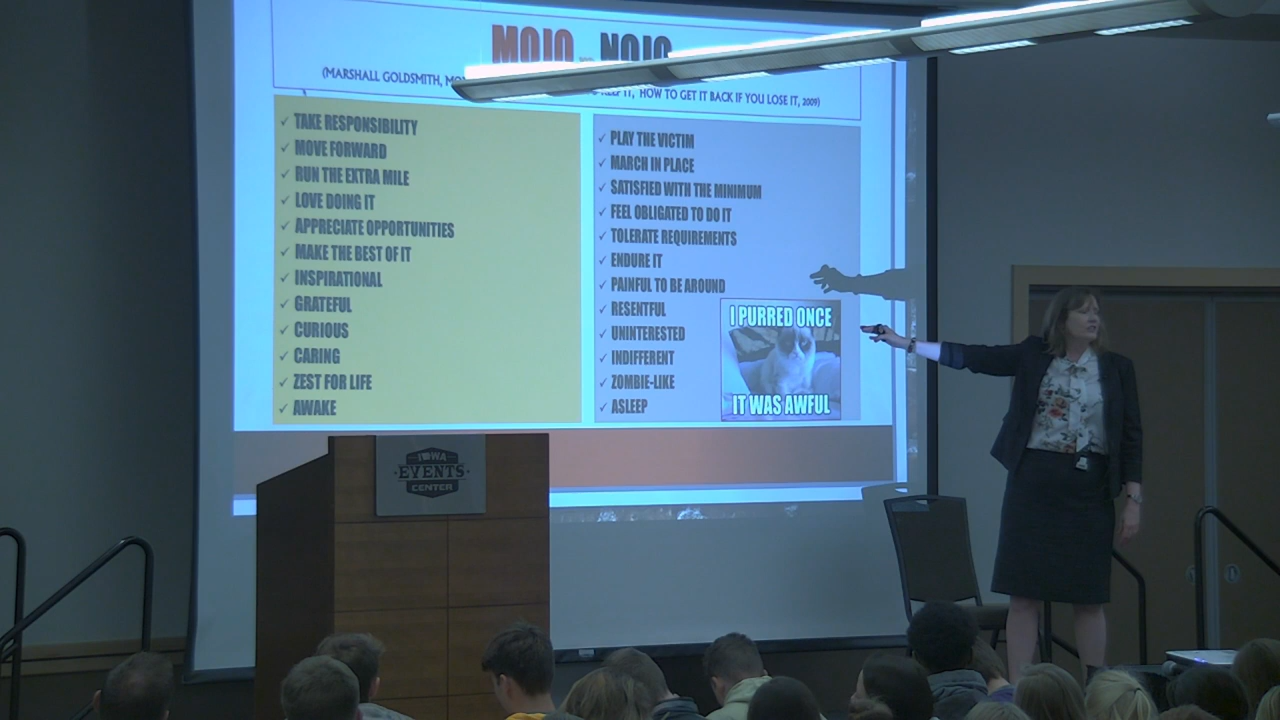 MOJO NOJO
(MARSHALL GOLDSMITH, KEEP IT, HOW TO GET IT BACK IF YOU LOSE IT, 2009)
✓ TAKE RESPONSIBILITY
✓ MOVE FORWARD
✓ RUN THE EXTRA MILE
✓ LOVE DOING IT
✓ APPRECIATE OPPORTUNITIES
✓ MAKE THE BEST OF IT
✓ INSPIRATIONAL
✓ GRATEFUL
✓ CURIOUS
✓ CARING
✓ ZEST FOR LIFE
✓ AWAKE
✓ PLAY THE VICTIM
✓ MARCH IN PLACE
✓ SATISFIED WITH THE MINIMUM
✓ FEEL OBLIGATED TO DO IT
✓ TOLERATE REQUIREMENTS
✓ ENDURE IT
✓ PAINFUL TO BE AROUND
✓ RESENTFUL
✓ UNINTERESTED
✓ INDIFFERENT
✓ ZOMBIE-LIKE
✓ ASLEEP
I PURRED ONCE
IT WAS AWFUL
IOWA
EVENTS
CENTER